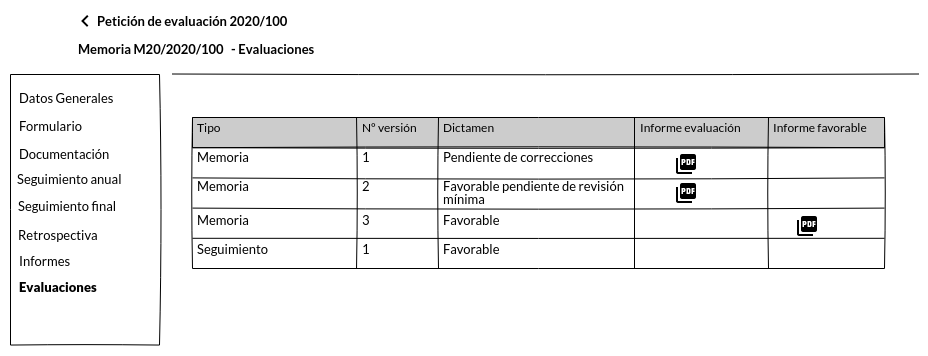 Petición de evaluación 2020/100
Memoria M20/2020/100 - Evaluaciones
Datos Generales
Formulario
Documentación
Seguimiento anual
Seguimiento final
Retrospectiva
Informes
Evaluaciones
Tipo Nº versión Dictamen Informe evaluación Informe favorable
Memoria 1 Pendiente de correcciones PDF
Memoria 2 Favorable pendiente de revisión PDF
mínima
Memoria 3 Favorable PDF
Seguimiento 1 Favorable